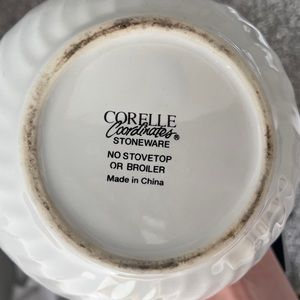 CORELLE
Coordinates®
STONEWARE
NO STOVETOP
OR BROILER
Made in China